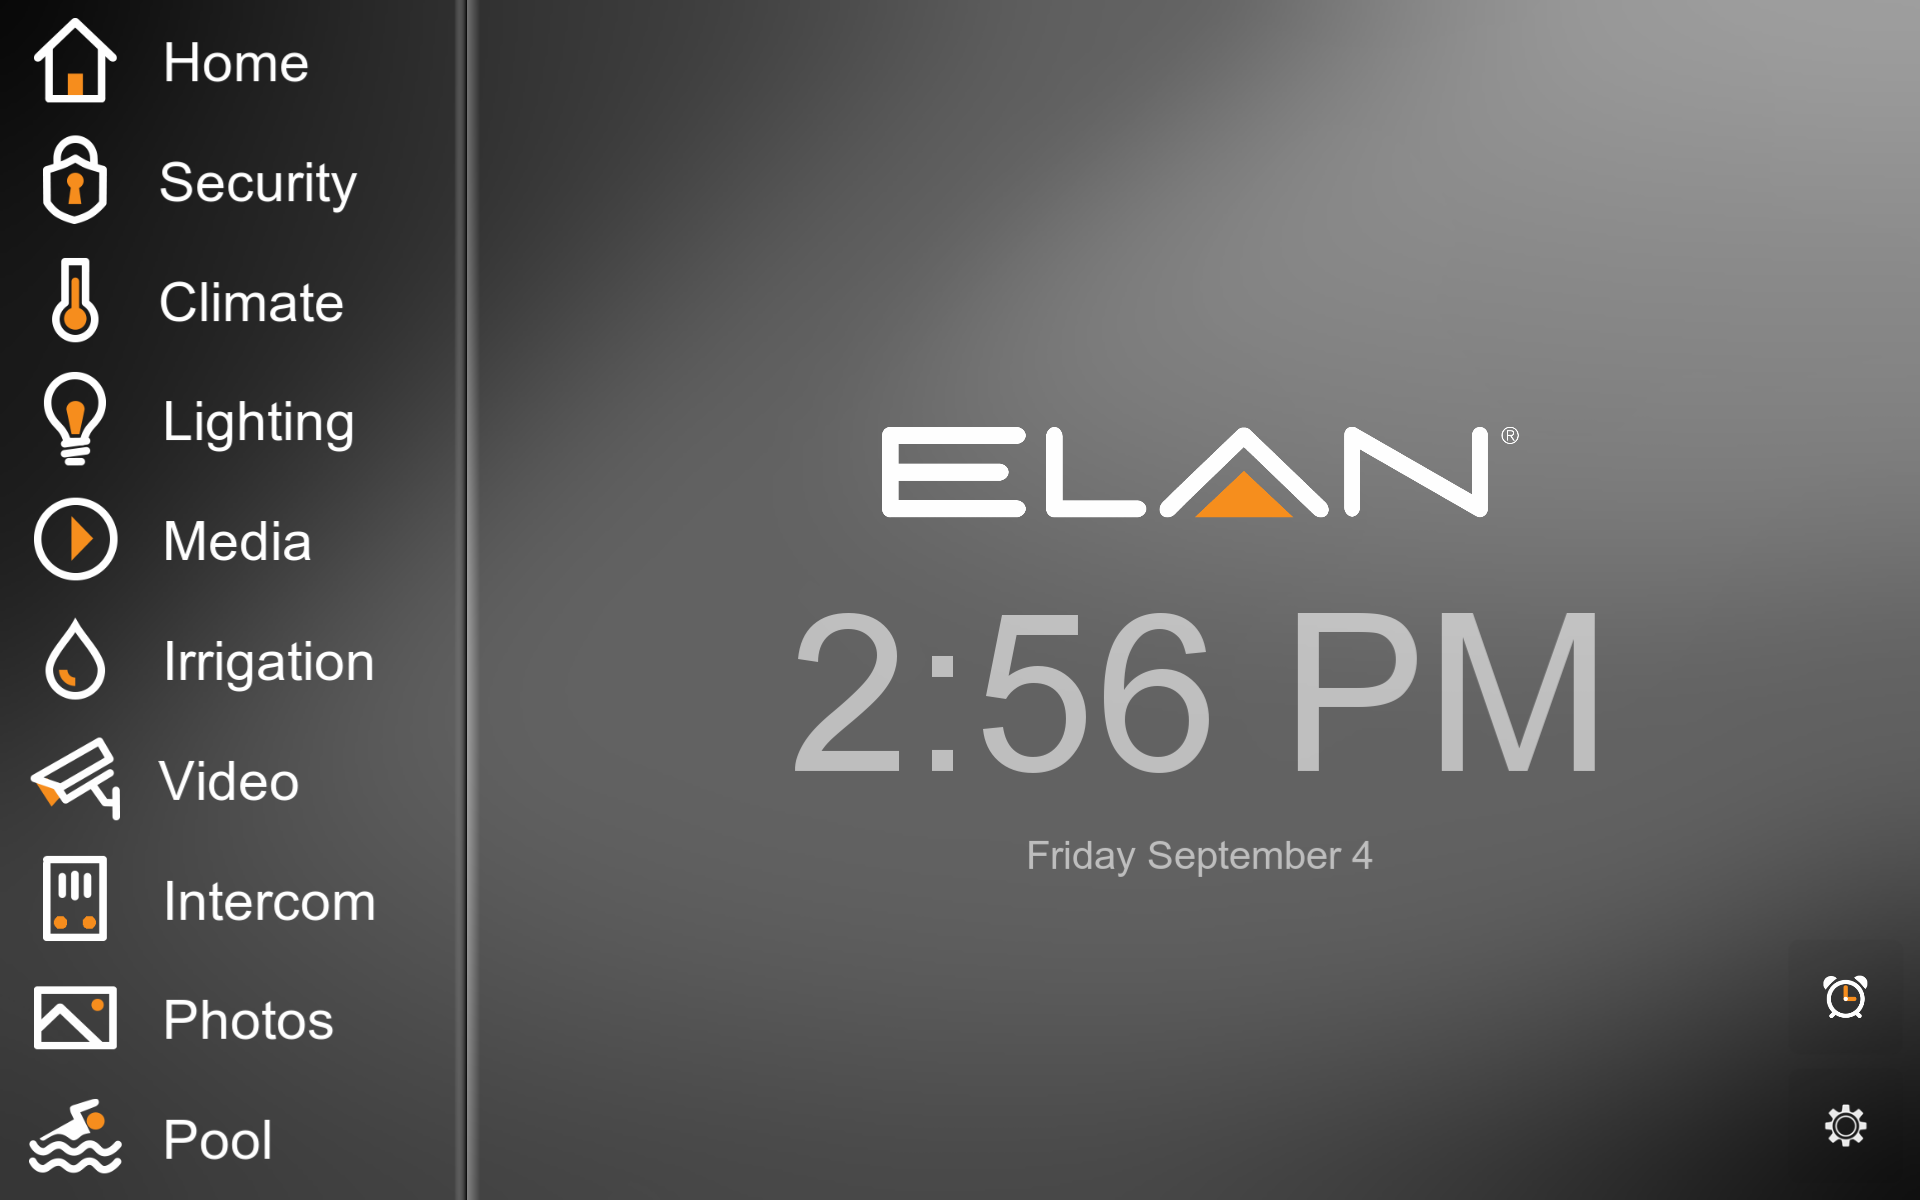 Home
Security
Climate
Lighting
Media
Irrigation
Video
Intercom
Photos
Pool
ELAN®
2:56 PM
Friday September 4